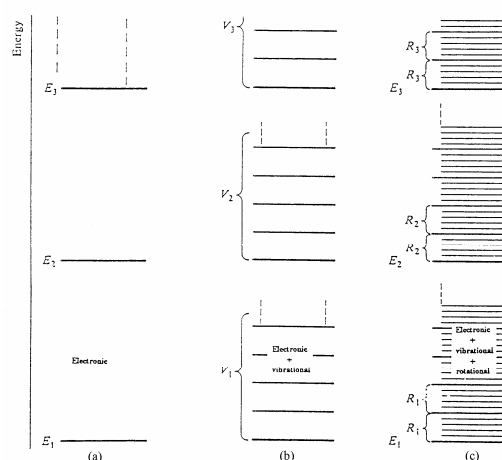 Energy
E3
E2
Electronic
E1
(a)
V3
V2
V1
Electronic
+
vibrational
(b)
R3
R3
E3
R2
R2
E2
Electronic
+
vibrational
+
rotational
R1
R1
E1
(c)